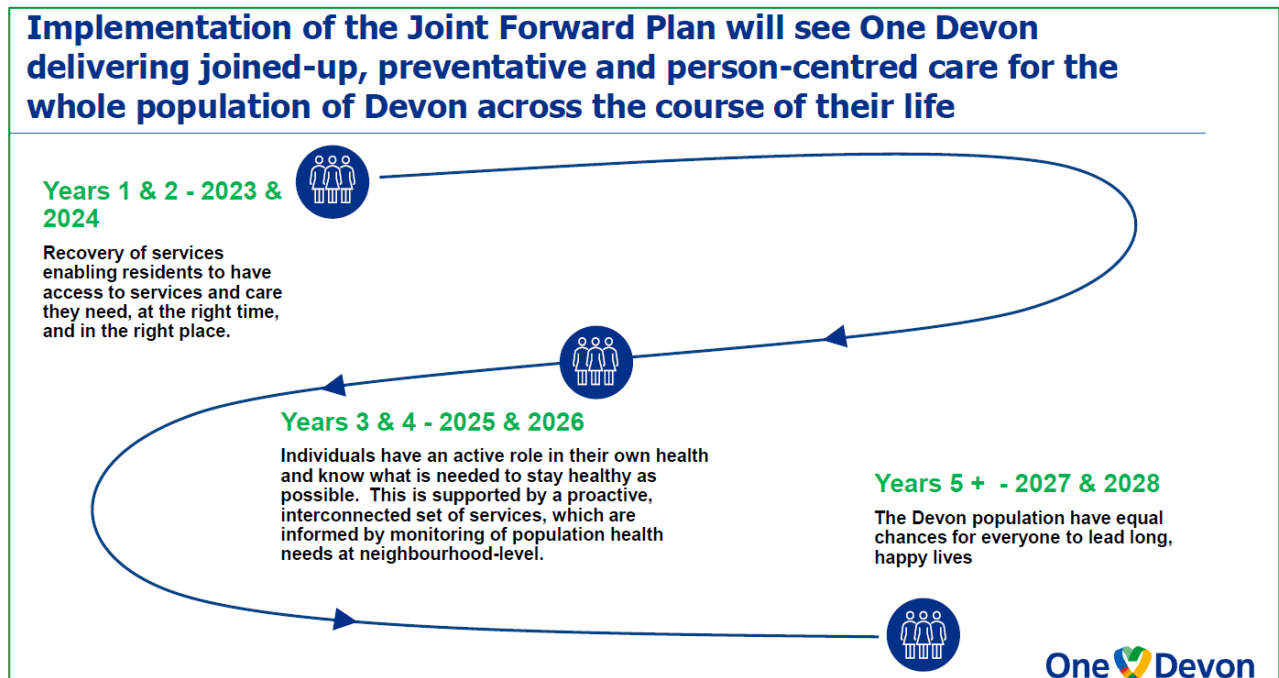 Implementation of the Joint Forward Plan will see One Devon
delivering joined-up, preventative and person-centred care for the
whole population of Devon across the course of their life
Years 1 & 2 - 2023 &
2024
Recovery of services
enabling residents to have
access to services and care
they need, at the right time,
and in the right place.
Years 3 & 4 - 2025 & 2026
Individuals have an active role in their own health
and know what is needed to stay healthy as
possible.  This is supported by a proactive,
interconnected set of services, which are
informed by monitoring of population health
needs at neighbourhood-level.
Years 5 +  - 2027 & 2028
The Devon population have equal
chances for everyone to lead long,
happy lives
One Devon